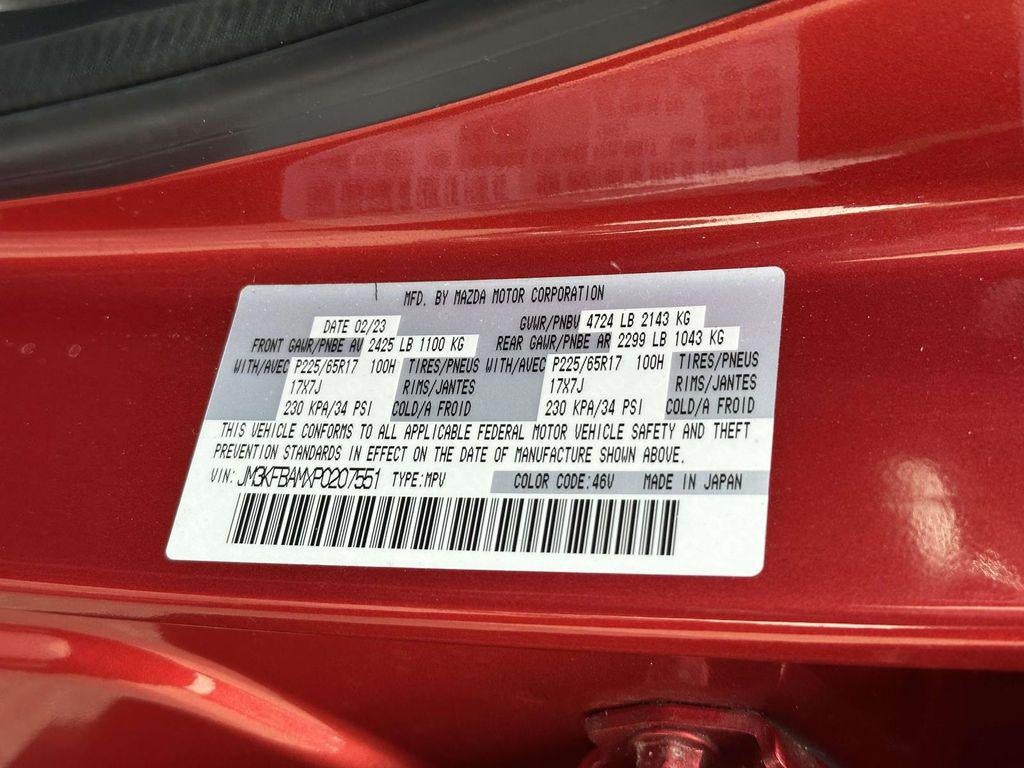 MFD. BY MAZDA MOTOR CORPORATION
DATE 02/23 GVWR/PNBV 4724 LB 2143 KG
FRONT GAWR/PNBE AV 2425 LB 1100 KG REAR GAWR/PNBE AR 2299 LB 1043 KG
WITH/AVEC P225/65R17 100H TIRES/PNEUS WITH/AVEC P225/65R17 100H TIRES/PNEUS
17X7J RIMS/JANTES 17X7J RIMS/JANTES
230 KPA/34 PSI COLD/A FROID 230 KPA/34 PSI COLD/A FROID
THIS VEHICLE CONFORMS TO ALL APPLICABLE FEDERAL MOTOR VEHICLE SAFETY AND THEFT
PREVENTION STANDARDS IN EFFECT ON THE DATE OF MANUFACTURE SHOWN ABOVE.
VIN: JM3KFBAMXP0207551 TYPE:MPV COLOR CODE:46V MADE IN JAPAN